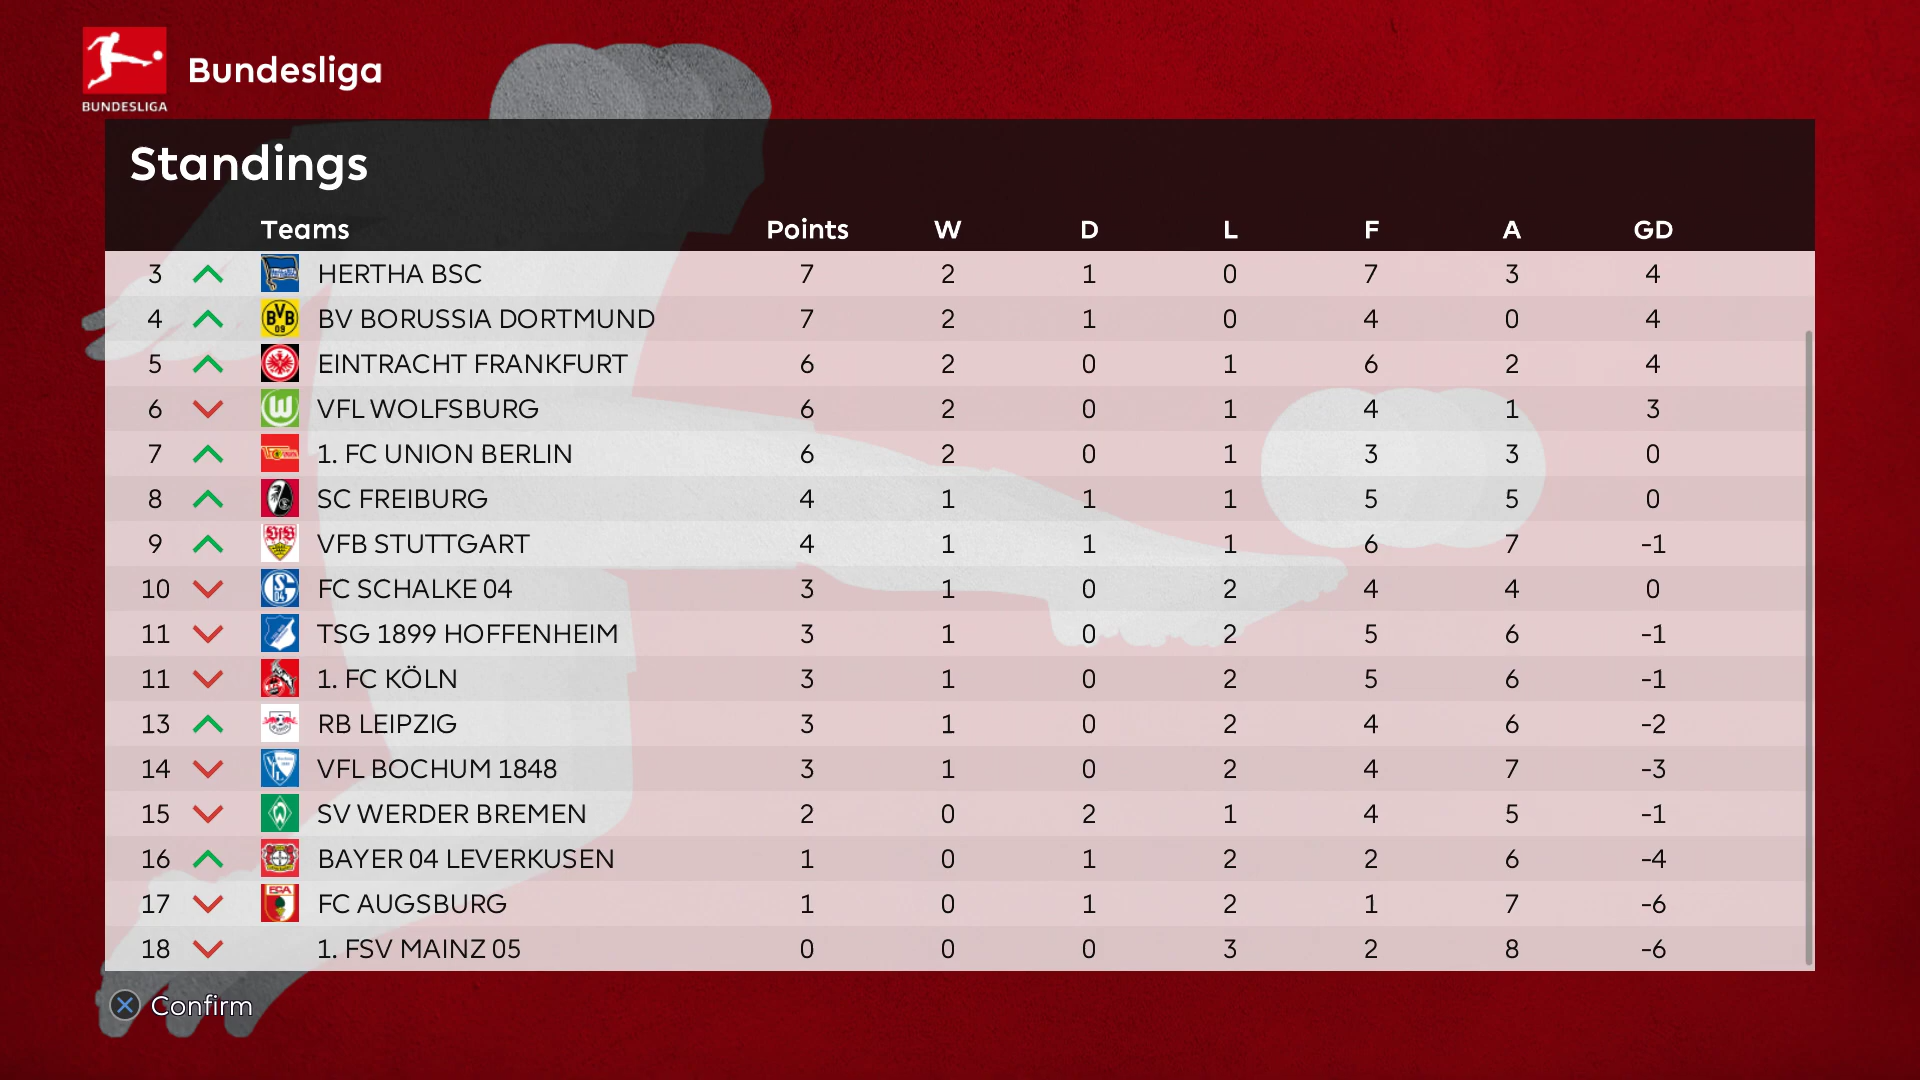 BUNDESLIGA
Bundesliga
Standings
Teams Points W D L F A GD
3 HERTHA BSC 7 2 1 0 7 3 4
4 BV BORUSSIA DORTMUND 7 2 1 0 4 0 4
5 EINTRACHT FRANKFURT 6 2 0 1 6 2 4
6 VFL WOLFSBURG 6 2 0 1 4 1 3
7 1. FC UNION BERLIN 6 2 0 1 3 3 0
8 SC FREIBURG 4 1 1 1 5 5 0
9 VFB STUTTGART 4 1 1 1 6 7 -1
10 FC SCHALKE 04 3 1 0 2 4 4 0
11 TSG 1899 HOFFENHEIM 3 1 0 2 5 6 -1
11 1. FC KÖLN 3 1 0 2 5 6 -1
13 RB LEIPZIG 3 1 0 2 4 6 -2
14 VFL BOCHUM 1848 3 1 0 2 4 7 -3
15 SV WERDER BREMEN 2 0 2 1 4 5 -1
16 BAYER 04 LEVERKUSEN 1 0 1 2 2 6 -4
17 FC AUGSBURG 1 0 1 2 1 7 -6
18 1. FSV MAINZ 05 0 0 0 3 2 8 -6
Confirm